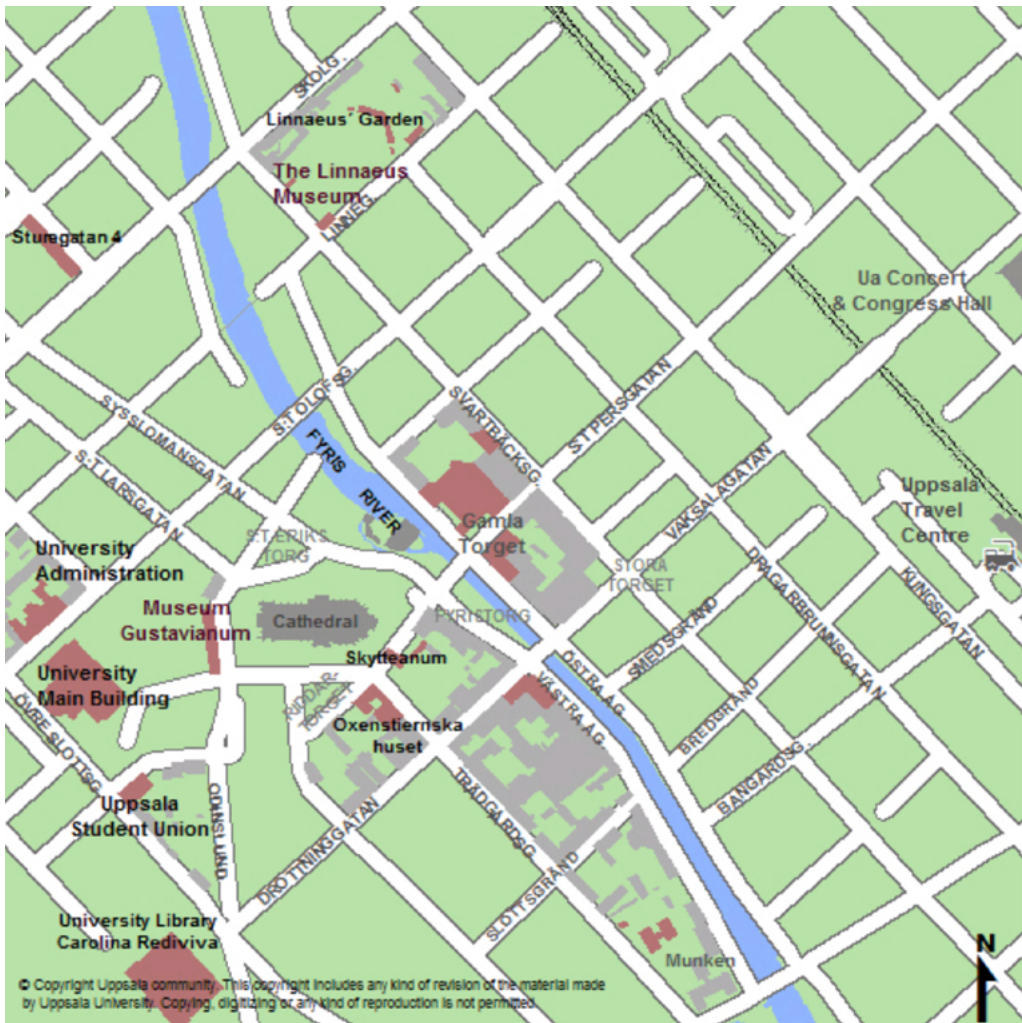 SKOLG.
Linnaeus´ Garden
The Linnaeus
Museum
LINNEG.
Sturegatan 4
Ua Concert
& Congress Hall
S:T OLOFSG.
SYSSLOMANSGATAN
S:T LARSGATAN
FYRIS
RIVER
SVARTBÄCKSG.
S:T PERSGATAN
VAKSALAGATAN
Uppsala
Travel
Centre
Gamla
Torget
S:T ERIKS
TORG
STORA
TORGET
DRAGARBRUNNSGATAN
KUNGSGATAN
University
Administration
Museum
Gustavianum
Cathedral
FYRISTORG
SMEDSGRÄND
Skytteanum
University
Main Building
RIDDAR-
TORGET
ÖSTRA ÅG.
VÄSTRA ÅG.
BREDGRÄND
BANGÅRDSG.
ÖVRE SLOTTSG.
Oxenstiernska
huset
TRÄDGÅRDSG.
Uppsala
Student Union
ODINSLUND
DROTTNINGGATAN
SLOTTSGRÄND
University Library
Carolina Rediviva
Munken
N
© Copyright Uppsala community. This copyright includes any kind of revision of the material made
by Uppsala University. Copying, digitizing or any kind of reproduction is not permitted.